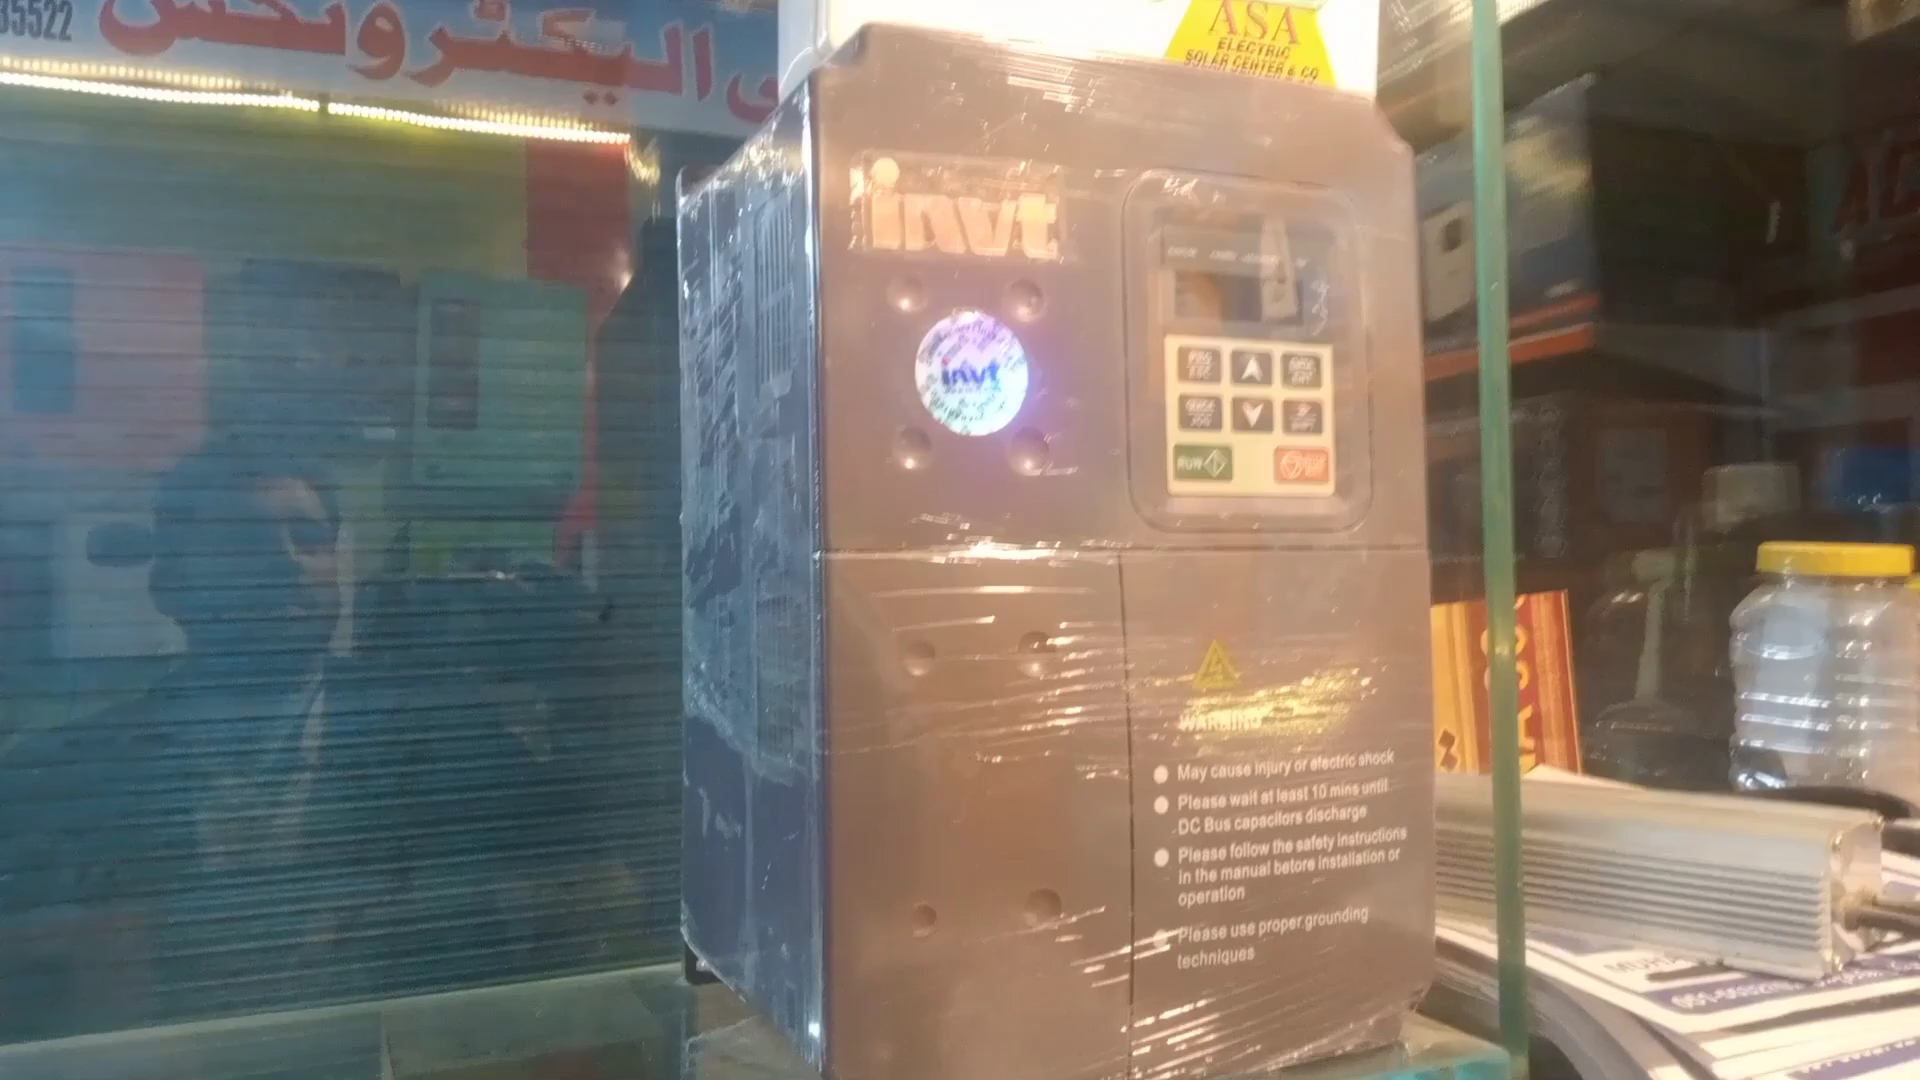 35522
الیکٹرونکس
ASA
ELECTRIC
SOLAR CENTER & CO
invt
invt
RUN
WARNING
May cause injury or electric shock
Please wait at least 10 mins until
DC Bus capacitors discharge
Please follow the safety instructions
in the manual before installation or
operation
Please use proper grounding
techniques